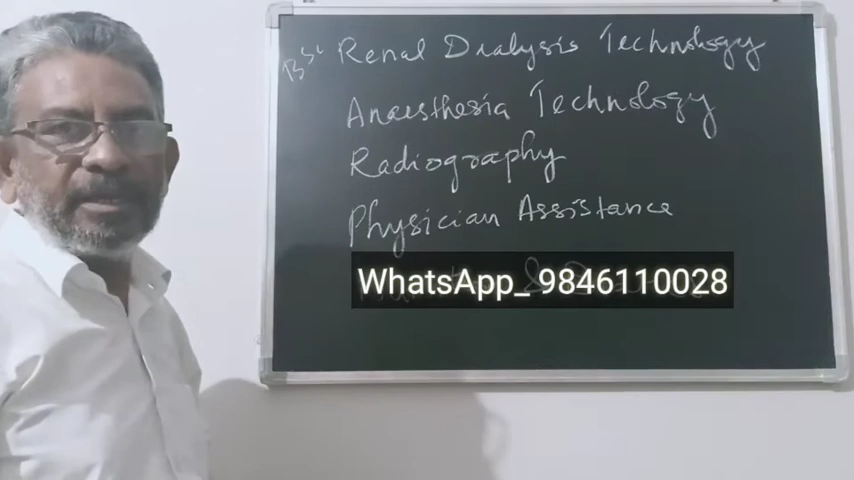 BSc Renal Dialysis Technology
Anaesthesia Technology
Radiography
Physician Assistance
WhatsApp_ 9846110028